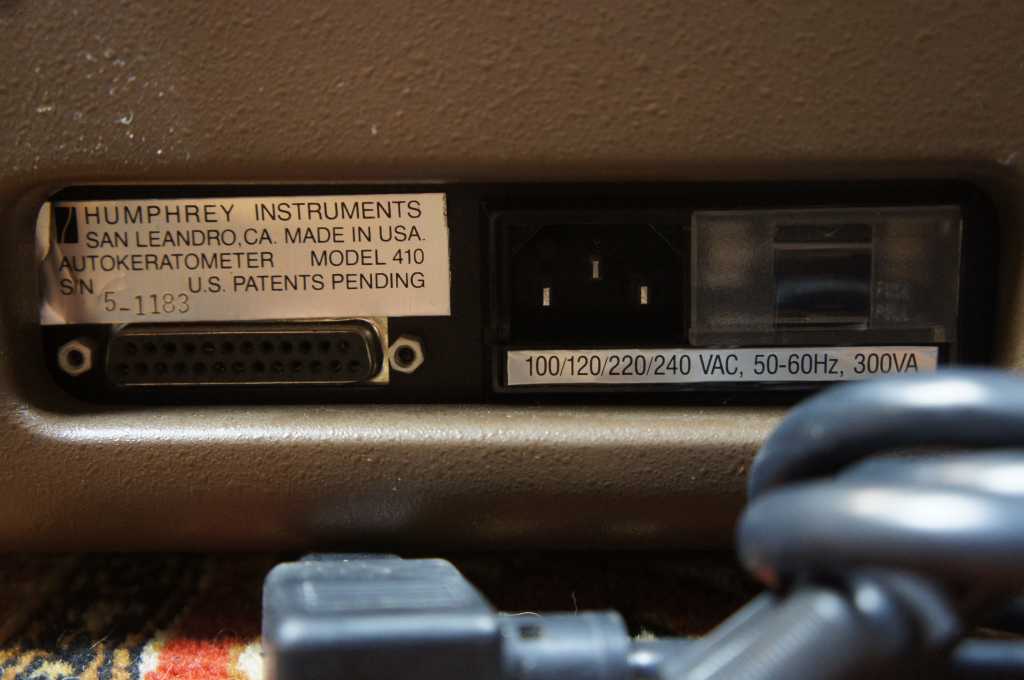 HUMPHREY INSTRUMENTS
SAN LEANDRO, CA. MADE IN USA.
AUTOKERATOMETER MODEL 410
S/N U.S. PATENTS PENDING
5-1183
100/120/220/240 VAC, 50-60Hz, 300VA